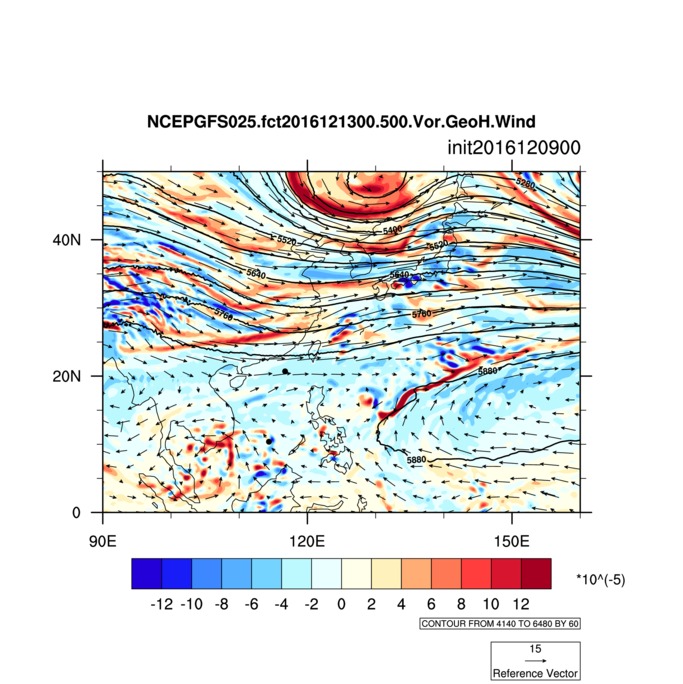 NCEPGFS025.fct2016121300.500.Vor.GeoH.Wind
init2016120900
5280
5400
5520
5520
40N
5640
5640
5760
5760
20N
5880
5880
0
90E 120E 150E
-12 -10 -8 -6 -4 -2 0 2 4 6 8 10 12
*10^(-5)
CONTOUR FROM 4140 TO 6480 BY 60
15
Reference Vector